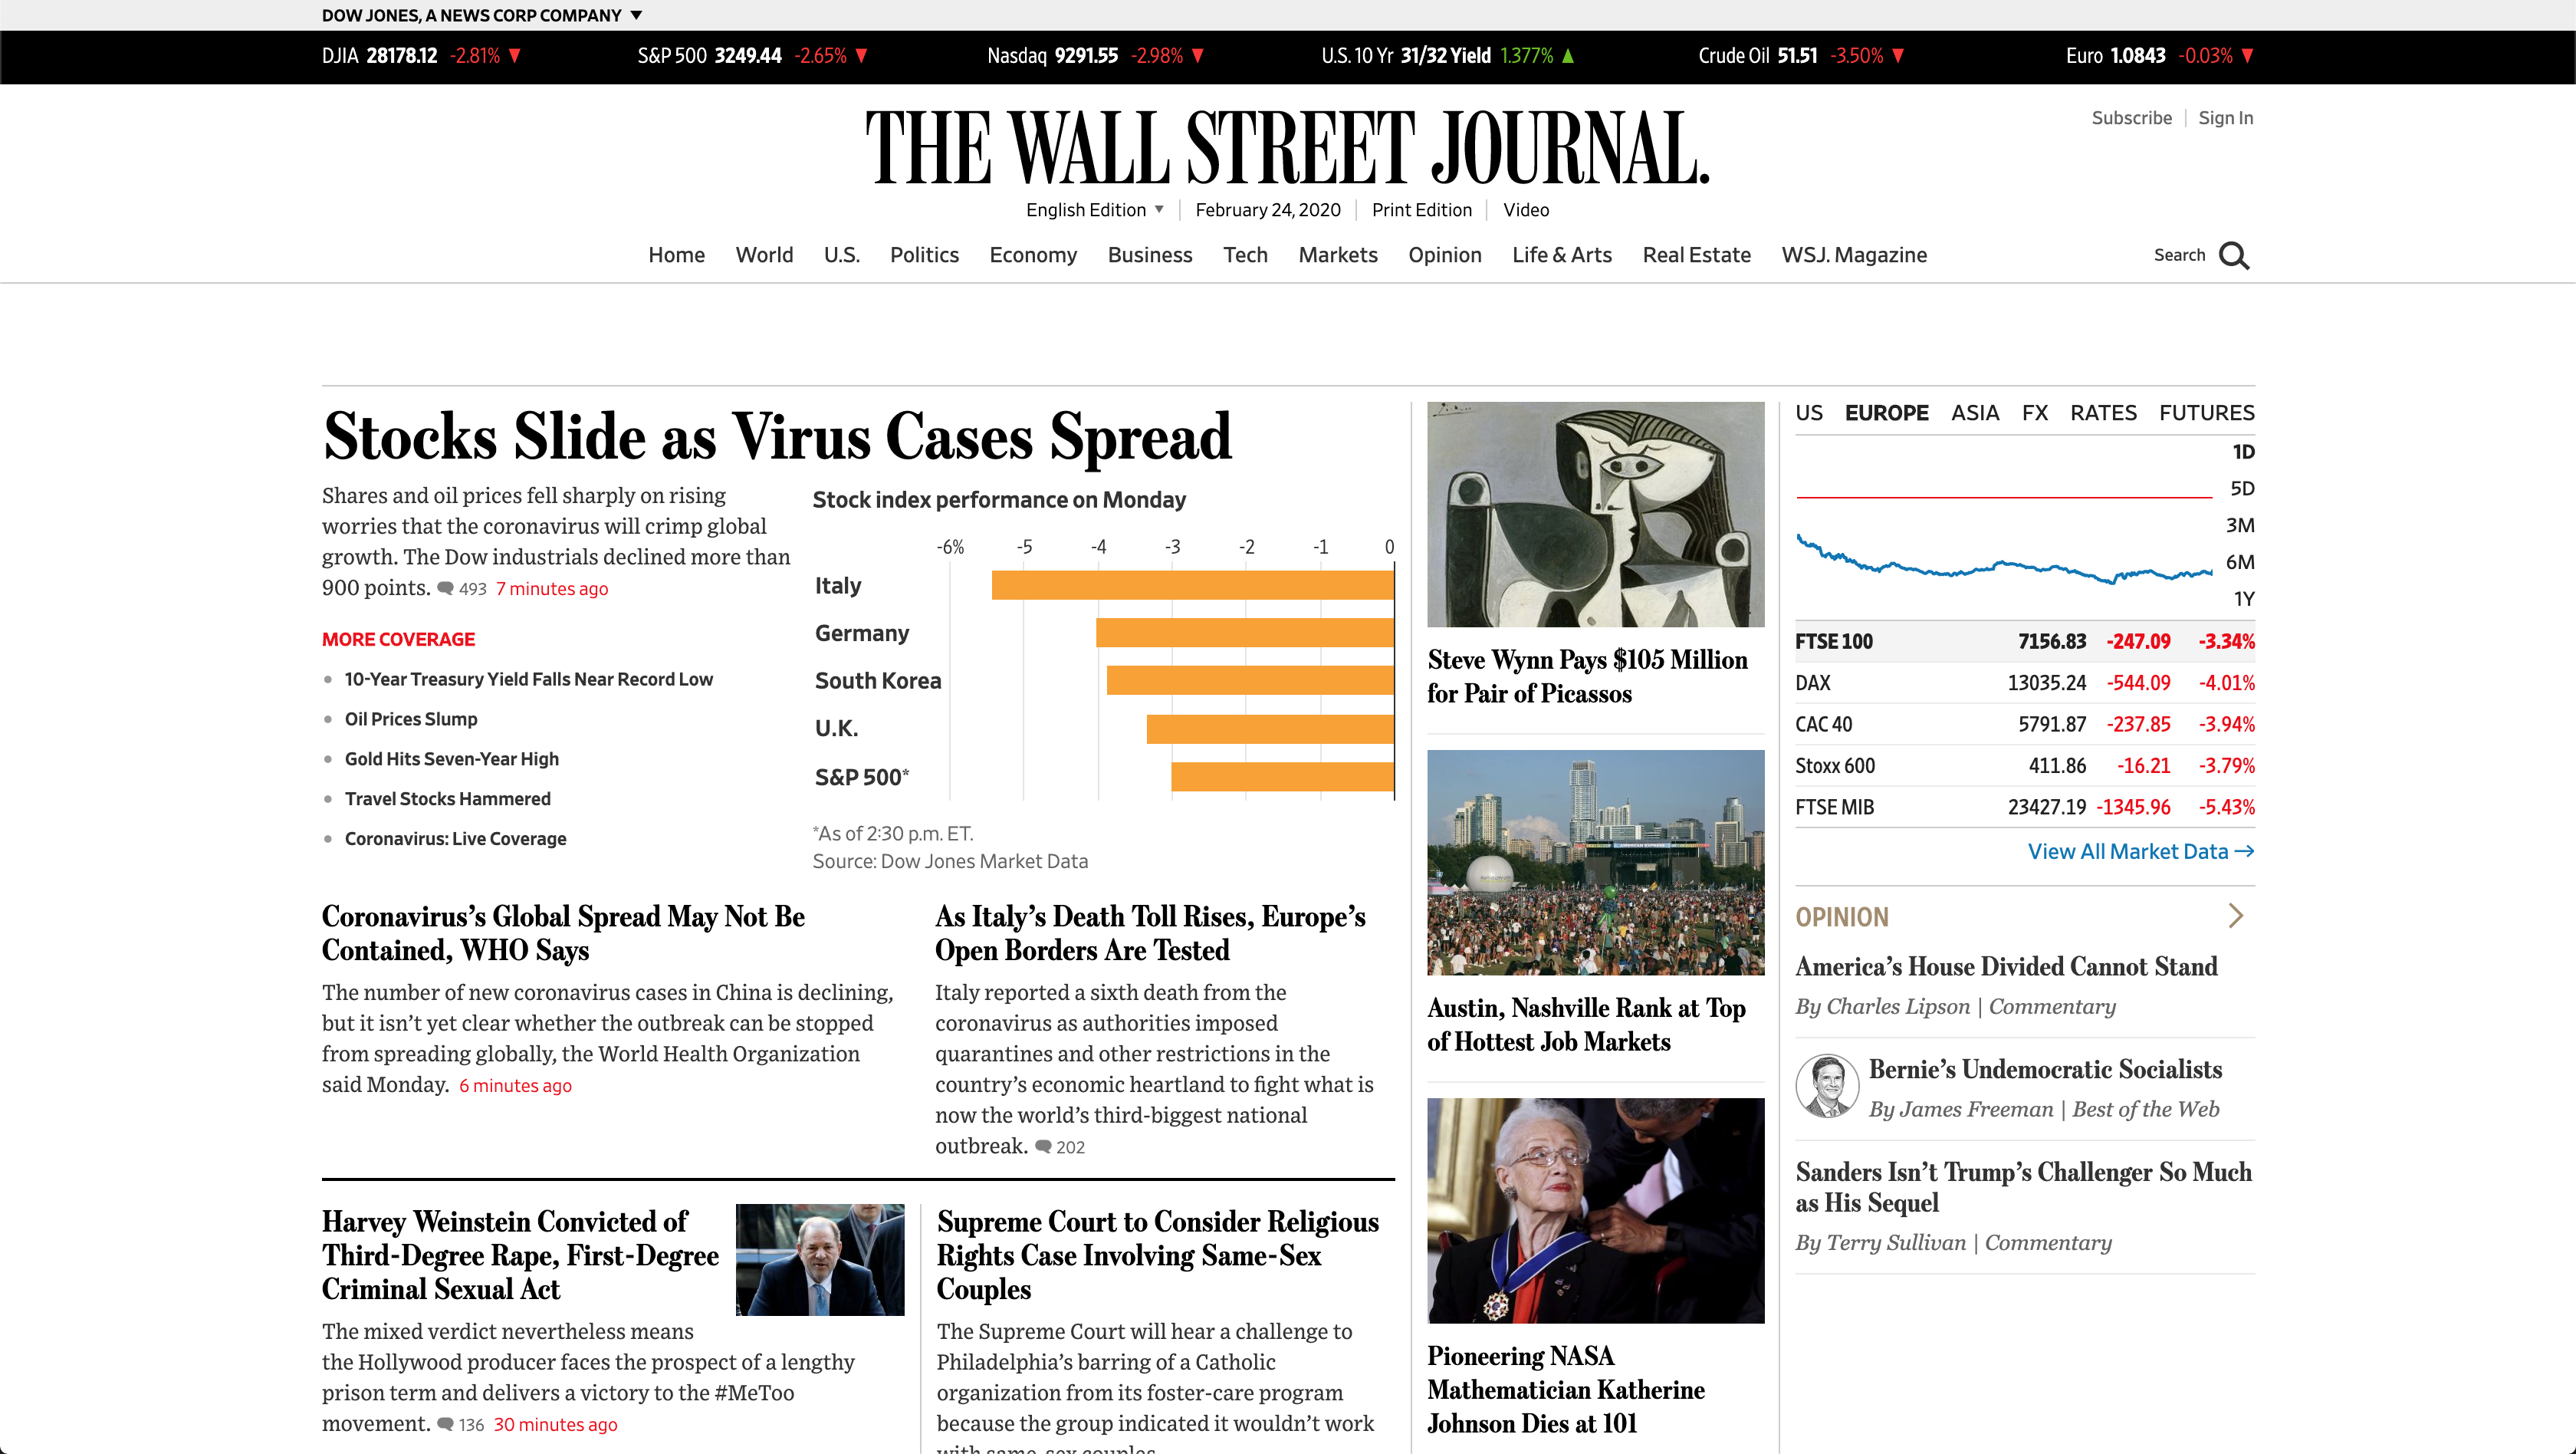 DOW JONES, A NEWS CORP COMPANY ▼
DJIA 28178.12 -2.81% ▼
S&P 500 3249.44 -2.65% ▼
Nasdaq 9291.55 -2.98% ▼
U.S. 10 Yr 31/32 Yield 1.377% ▲
Crude Oil 51.51 -3.50% ▼
Euro 1.0843 -0.03% ▼
THE WALL STREET JOURNAL.
Subscribe | Sign In
English Edition ▼ | February 24, 2020 | Print Edition | Video
Home World U.S. Politics Economy Business Tech Markets Opinion Life & Arts Real Estate WSJ. Magazine
Search
Stocks Slide as Virus Cases Spread
Shares and oil prices fell sharply on rising
worries that the coronavirus will crimp global
growth. The Dow industrials declined more than
900 points. 493 7 minutes ago
MORE COVERAGE
• 10-Year Treasury Yield Falls Near Record Low
• Oil Prices Slump
• Gold Hits Seven-Year High
• Travel Stocks Hammered
• Coronavirus: Live Coverage
Stock index performance on Monday
-6% -5 -4 -3 -2 -1 0
Italy
Germany
South Korea
U.K.
S&P 500*
*As of 2:30 p.m. ET.
Source: Dow Jones Market Data
Coronavirus’s Global Spread May Not Be
Contained, WHO Says
The number of new coronavirus cases in China is declining,
but it isn’t yet clear whether the outbreak can be stopped
from spreading globally, the World Health Organization
said Monday. 6 minutes ago
As Italy’s Death Toll Rises, Europe’s
Open Borders Are Tested
Italy reported a sixth death from the
coronavirus as authorities imposed
quarantines and other restrictions in the
country’s economic heartland to fight what is
now the world’s third-biggest national
outbreak. 202
Harvey Weinstein Convicted of
Third-Degree Rape, First-Degree
Criminal Sexual Act
The mixed verdict nevertheless means
the Hollywood producer faces the prospect of a lengthy
prison term and delivers a victory to the #MeToo
movement. 136 30 minutes ago
Supreme Court to Consider Religious
Rights Case Involving Same-Sex
Couples
The Supreme Court will hear a challenge to
Philadelphia’s barring of a Catholic
organization from its foster-care program
because the group indicated it wouldn’t work
with same-sex couples
Steve Wynn Pays $105 Million
for Pair of Picassos
Austin, Nashville Rank at Top
of Hottest Job Markets
Pioneering NASA
Mathematician Katherine
Johnson Dies at 101
US EUROPE ASIA FX RATES FUTURES
1D
5D
3M
6M
1Y
FTSE 100 7156.83 -247.09 -3.34%
DAX 13035.24 -544.09 -4.01%
CAC 40 5791.87 -237.85 -3.94%
Stoxx 600 411.86 -16.21 -3.79%
FTSE MIB 23427.19 -1345.96 -5.43%
View All Market Data →
OPINION
America’s House Divided Cannot Stand
By Charles Lipson | Commentary
Bernie’s Undemocratic Socialists
By James Freeman | Best of the Web
Sanders Isn’t Trump’s Challenger So Much
as His Sequel
By Terry Sullivan | Commentary